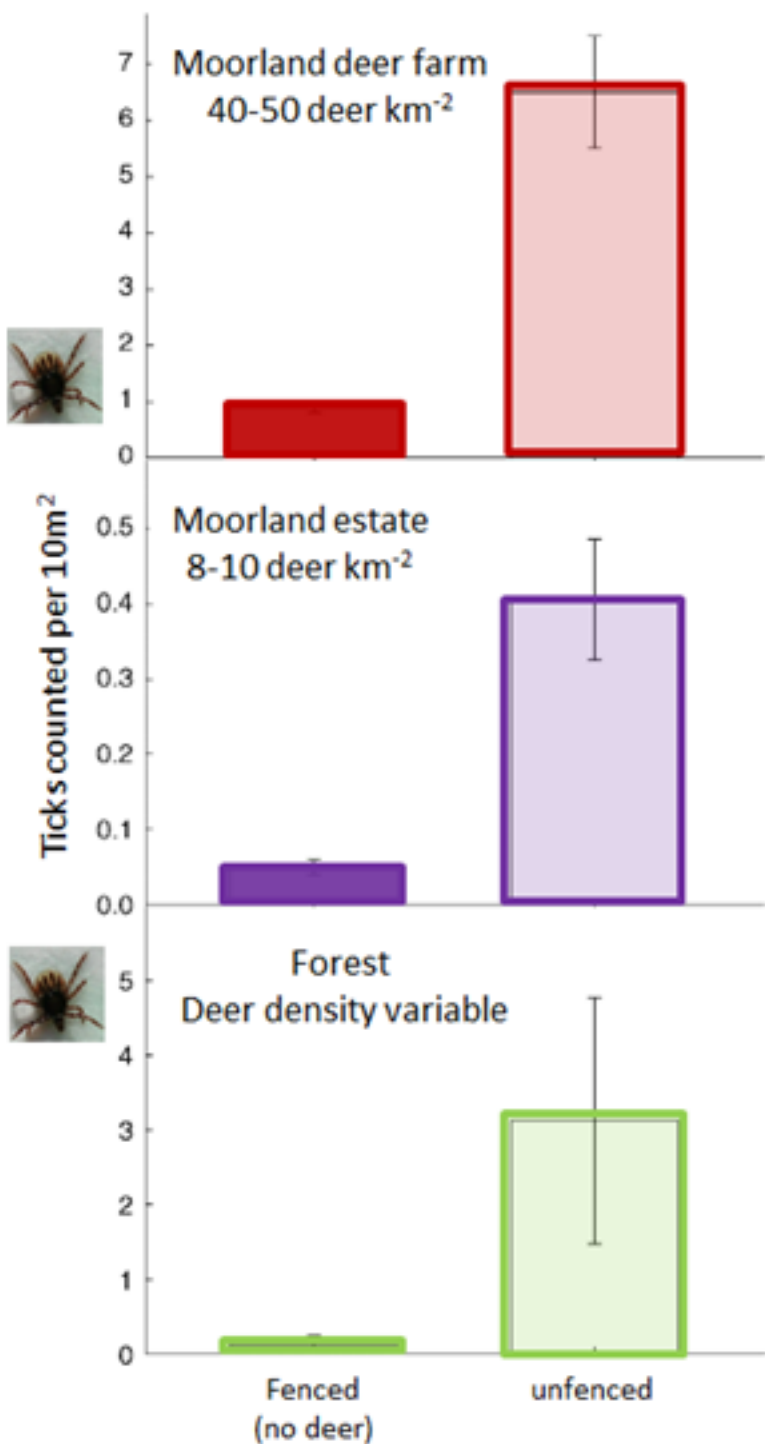 Moorland deer farm
40-50 deer km⁻²
7
6
5
4
3
2
1
0
Ticks counted per 10m²
Moorland estate
8-10 deer km⁻²
0.5
0.4
0.3
0.2
0.1
0.0
Forest
Deer density variable
5
4
3
2
1
0
Fenced
(no deer)
unfenced